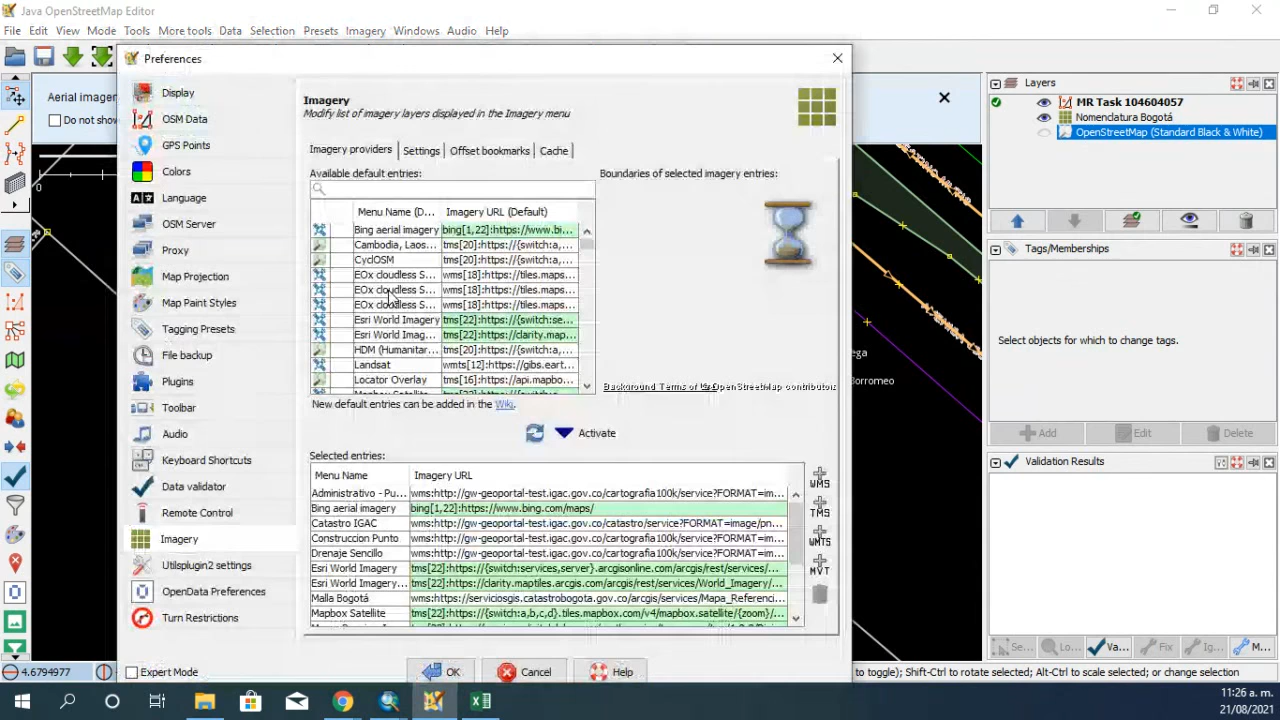 Java OpenStreetMap Editor
File Edit View Mode Tools More tools Data Selection Presets Imagery Windows Audio Help
Preferences
Aerial imager
Do not show
0
Display
OSM Data
GPS Points
Colors
Language
OSM Server
Proxy
Map Projection
Map Paint Styles
Tagging Presets
File backup
Plugins
Toolbar
Audio
Keyboard Shortcuts
Data validator
Remote Control
Imagery
Utilsplugin2 settings
OpenData Preferences
Turn Restrictions
Expert Mode
Imagery
Modify list of imagery layers displayed in the Imagery menu
Imagery providers Settings Offset bookmarks Cache
Available default entries: Boundaries of selected imagery entries:
Menu Name (D... Imagery URL (Default)
Bing aerial imagery bing[1,22]:https://www.bi...
Cambodia, Laos... tms[20]:https://{switch:a,...
CyclOSM tms[20]:https://{switch:a,...
EOx cloudless S... wms[18]:https://tiles.maps...
EOx cloudless S... wms[18]:https://tiles.maps...
EOx cloudless S... wms[18]:https://tiles.maps...
Esri World Imagery tms[22]:https://{switch:se...
Esri World Imag... tms[22]:https://clarity.map...
HDM (Humanitar... tms[20]:https://{switch:a,...
Landsat wmts[12]:https://gibs.eart...
Locator Overlay tms[16]:https://api.mapbo...
Background Terms of Us
OpenStreetMap contributors
New default entries can be added in the Wiki.
Activate
Selected entries:
Menu Name Imagery URL
Administrativo - Pu... wms:http://gw-geoportal-test.igac.gov.co/cartografia100k/service?FORMAT=im...
Bing aerial imagery bing[1,22]:https://www.bing.com/maps/
Catastro IGAC wms:http://gw-geoportal-test.igac.gov.co/catastro/service?FORMAT=image/pn...
Construccion Punto wms:http://gw-geoportal-test.igac.gov.co/cartografia100k/service?FORMAT=im...
Drenaje Sencillo wms:http://gw-geoportal-test.igac.gov.co/cartografia100k/service?FORMAT=im...
Esri World Imagery tms[22]:https://{switch:services,server}.arcgisonline.com/arcgis/rest/services/...
Esri World Imagery... tms[22]:https://clarity.maptiles.arcgis.com/arcgis/rest/services/World_Imagery/...
Malla Bogotá wms:https://serviciosgis.catastrobogota.gov.co/arcgis/services/Mapa_Referenci...
Mapbox Satellite tms[22]:https://{switch:a,b,c,d}.tiles.mapbox.com/v4/mapbox.satellite/{zoom}/...
WMS
TMS
WMTS
MVT
OK Cancel Help
ega
Borromeo
Layers
MR Task 104604057
Nomenclatura Bogotá
OpenStreetMap (Standard Black & White)
Tags/Memberships
Select objects for which to change tags.
Add Edit Delete
Validation Results
Se... Lo... Va... Fix Ig... M...
4.6794977
to toggle); Shift-Ctrl to rotate selected; Alt-Ctrl to scale selected; or change selection
11:26 a. m.
21/08/2021